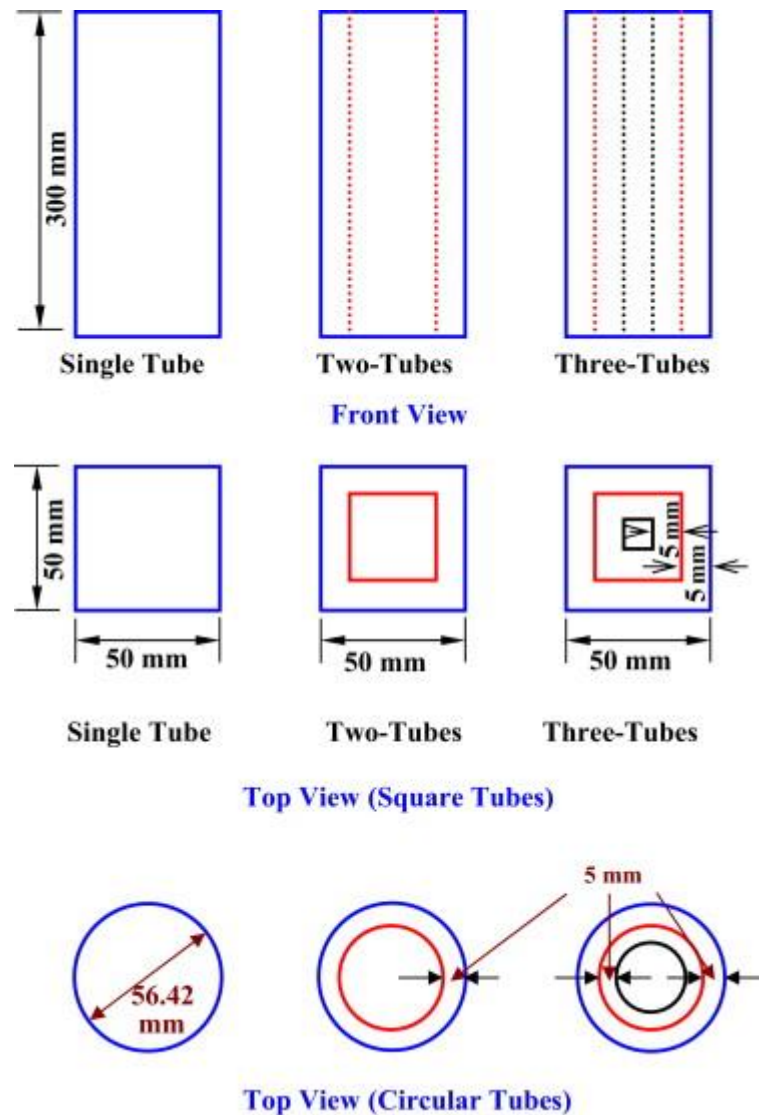 300 mm
Single Tube
Two-Tubes
Three-Tubes
Front View
50 mm
5 mm
5 mm
50 mm
50 mm
50 mm
Single Tube
Two-Tubes
Three-Tubes
Top View (Square Tubes)
5 mm
56.42
mm
Top View (Circular Tubes)